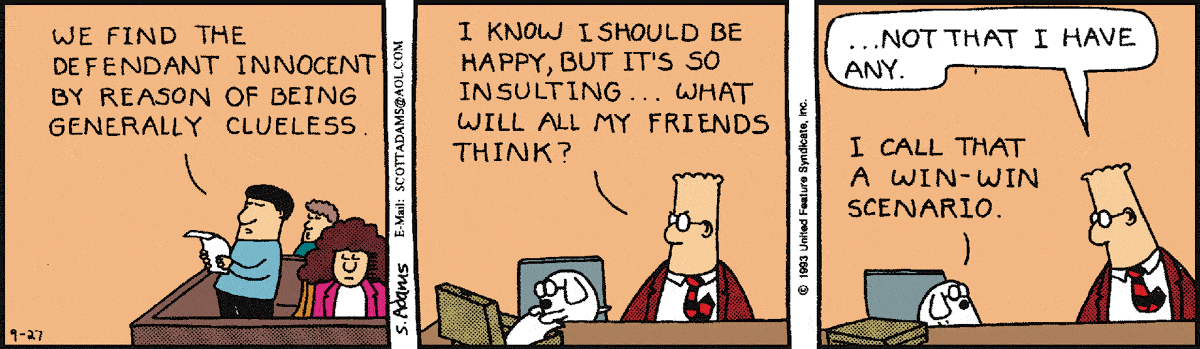 WE FIND THE
DEFENDANT INNOCENT
BY REASON OF BEING
GENERALLY CLUELESS.
9-27
S. Adams
E-Mail: SCOTTADAMS@AOL.COM
I KNOW I SHOULD BE
HAPPY, BUT IT'S SO
INSULTING... WHAT
WILL ALL MY FRIENDS
THINK?
© 1993 United Feature Syndicate, Inc.
...NOT THAT I HAVE
ANY.
I CALL THAT
A WIN-WIN
SCENARIO.